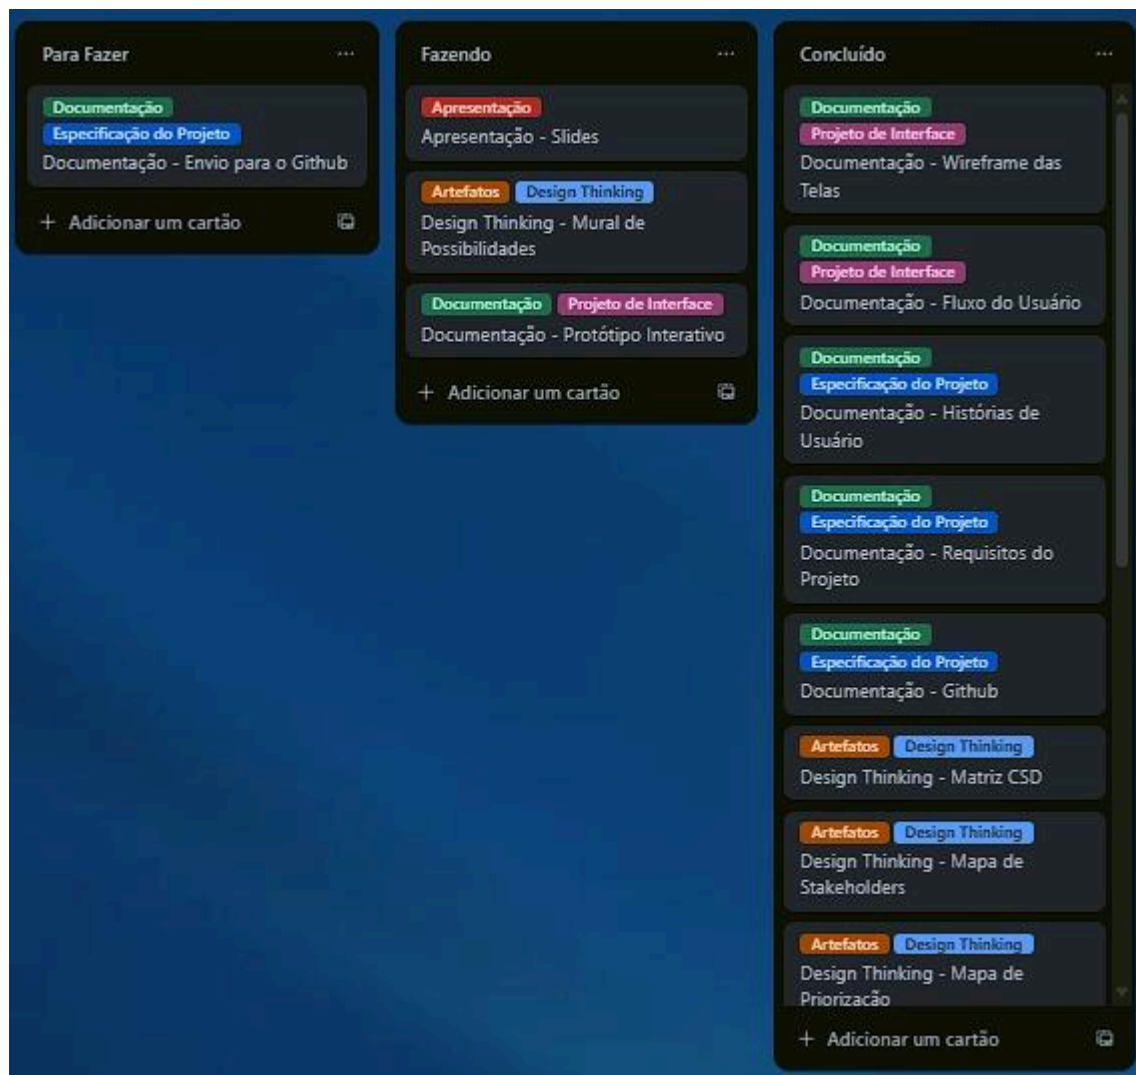 Para Fazer
Documentação
Especificação do Projeto
Documentação - Envio para o Github
+ Adicionar um cartão
Fazendo
Apresentação
Apresentação - Slides
Artefatos Design Thinking
Design Thinking - Mural de
Possibilidades
Documentação Projeto de Interface
Documentação - Protótipo Interativo
+ Adicionar um cartão
Concluído
Documentação
Projeto de Interface
Documentação - Wireframe das
Telas
Documentação
Projeto de Interface
Documentação - Fluxo do Usuário
Documentação
Especificação do Projeto
Documentação - Histórias de
Usuário
Documentação
Especificação do Projeto
Documentação - Requisitos do
Projeto
Documentação
Especificação do Projeto
Documentação - Github
Artefatos Design Thinking
Design Thinking - Matriz CSD
Artefatos Design Thinking
Design Thinking - Mapa de
Stakeholders
Artefatos Design Thinking
Design Thinking - Mapa de
Priorização
+ Adicionar um cartão